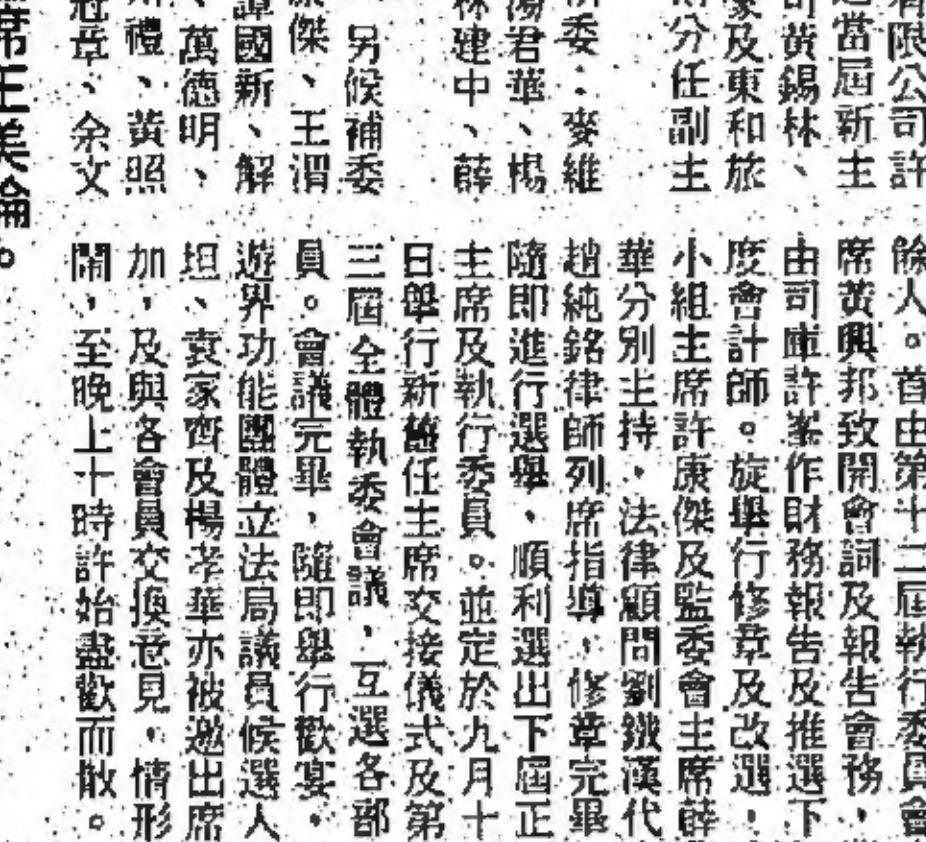 有限公司許
當屆新主
許黃錫林、
家及東和旅
別分任副主
委：麥維
湯君華、楊
林建中、薛
另候補委
康傑、王渭
譚國新、解
、萬德明、
禮、黃照
冠章、余文
席王美倫。
餘人。首由第十二屆執行委員會
席黃興邦致開會詞及報告會務，
由司庫許崧作財務報告及推選下
度會計師。旋舉行修章及改選，
小組主席許康傑及監委會主席薛
華分別主持，法律顧問劉鐵漢代
趙純銘律師列席指導，修章完畢
隨即進行選舉，順利選出下屆正
主席及執行委員。並定於九月十
日舉行新舊任主席交接儀式及第
三屆全體執委會議，互選各部
員。會議完畢，隨即舉行歡宴。
遊界功能團體立法局議員候選人
坦、袁家齊及楊孝華亦被邀出席
加，及與各會員交換意見。情形
鬧，至晚上十時許始盡歡而散。